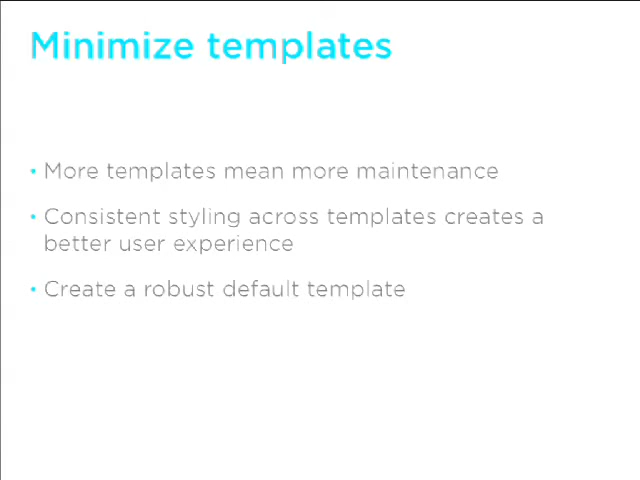 Minimize templates
• More templates mean more maintenance
• Consistent styling across templates creates a
better user experience
• Create a robust default template